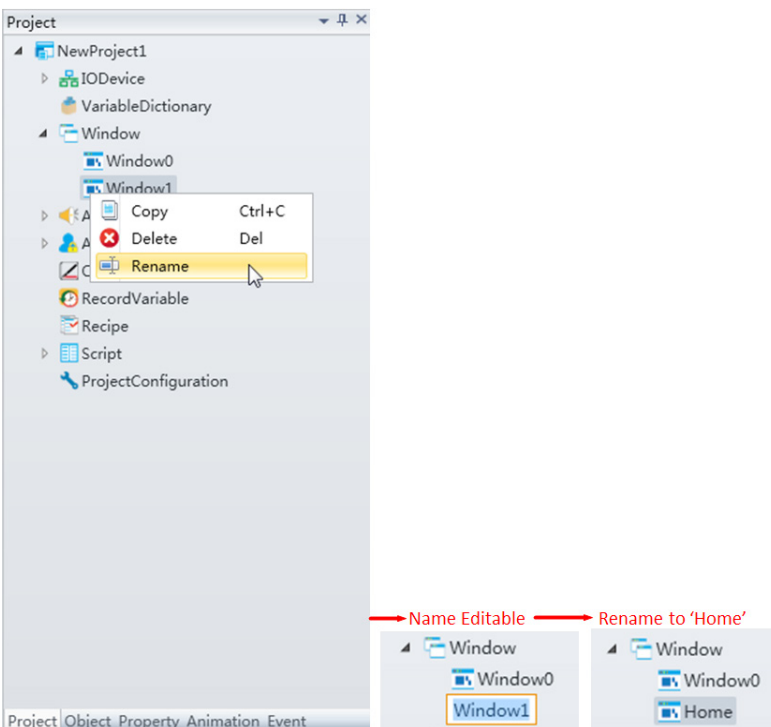 Project
NewProject1
IODevice
VariableDictionary
Window
Window0
Window1
Copy Ctrl+C
Delete Del
Rename
A
A
C
RecordVariable
Recipe
Script
ProjectConfiguration
Project Object Property Animation Event
Name Editable
Window
Window0
Window1
Rename to ‘Home’
Window
Window0
Home